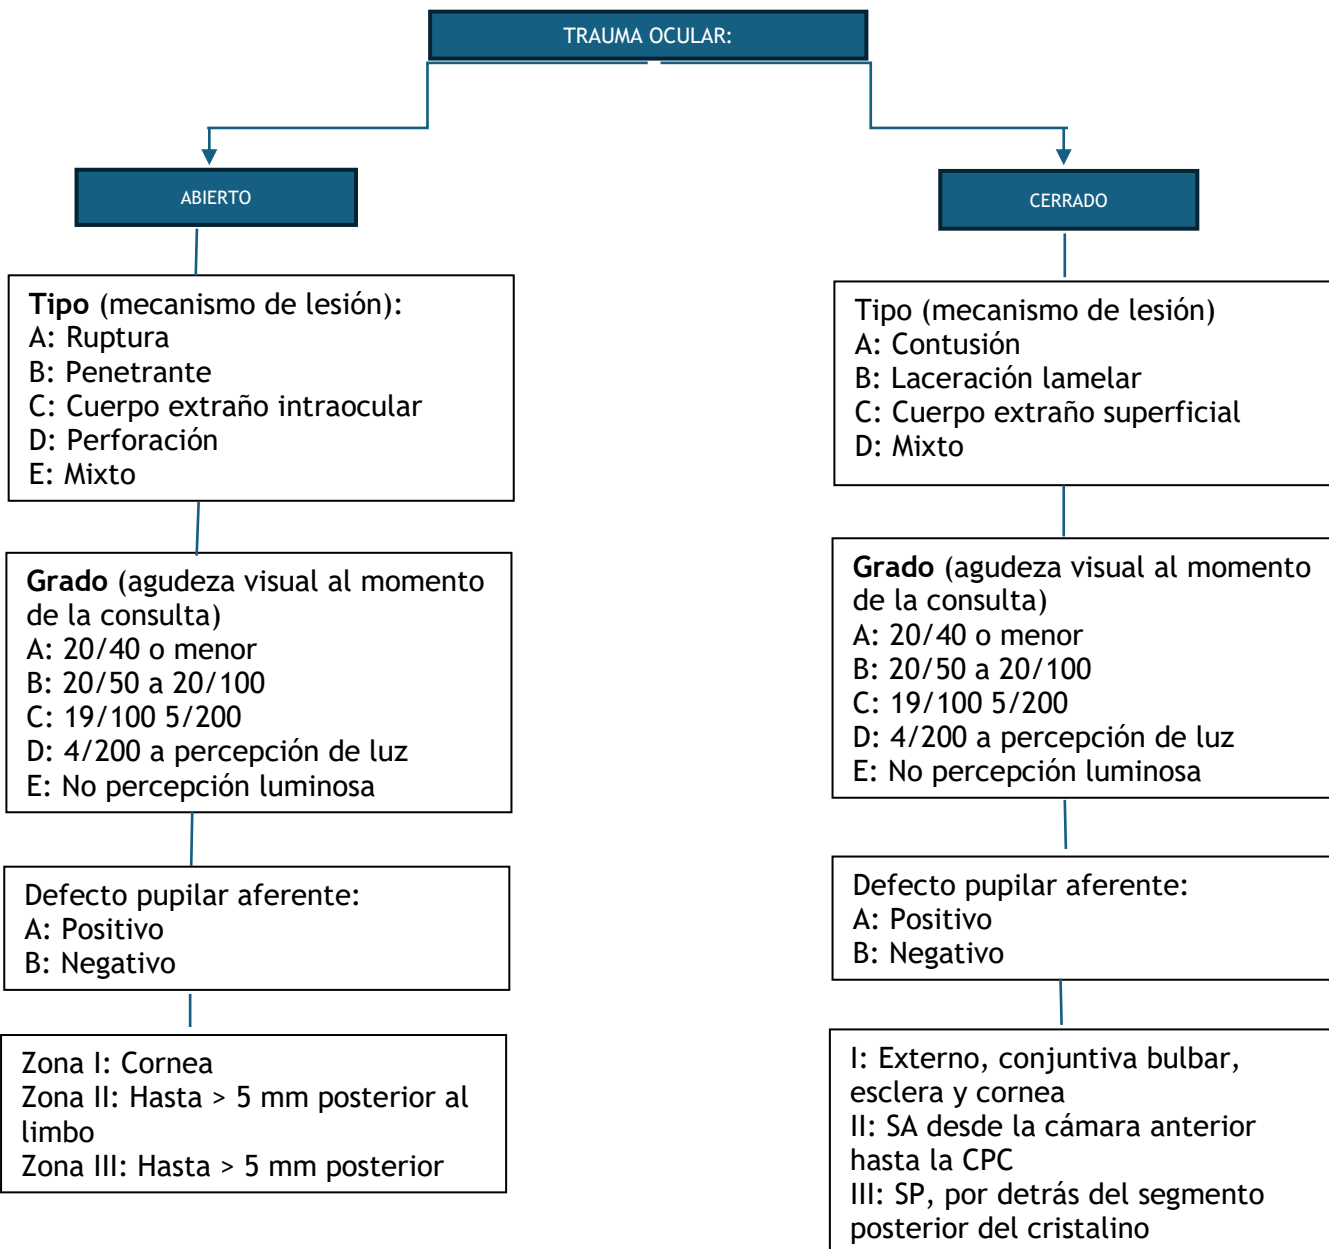 TRAUMA OCULAR:
ABIERTO
Tipo (mecanismo de lesión):
A: Ruptura
B: Penetrante
C: Cuerpo extraño intraocular
D: Perforación
E: Mixto
Grado (agudeza visual al momento
de la consulta)
A: 20/40 o menor
B: 20/50 a 20/100
C: 19/100 5/200
D: 4/200 a percepción de luz
E: No percepción luminosa
Defecto pupilar aferente:
A: Positivo
B: Negativo
Zona I: Cornea
Zona II: Hasta > 5 mm posterior al
limbo
Zona III: Hasta > 5 mm posterior
CERRADO
Tipo (mecanismo de lesión)
A: Contusión
B: Laceración lamelar
C: Cuerpo extraño superficial
D: Mixto
Grado (agudeza visual al momento
de la consulta)
A: 20/40 o menor
B: 20/50 a 20/100
C: 19/100 5/200
D: 4/200 a percepción de luz
E: No percepción luminosa
Defecto pupilar aferente:
A: Positivo
B: Negativo
I: Externo, conjuntiva bulbar,
esclera y cornea
II: SA desde la cámara anterior
hasta la CPC
III: SP, por detrás del segmento
posterior del cristalino